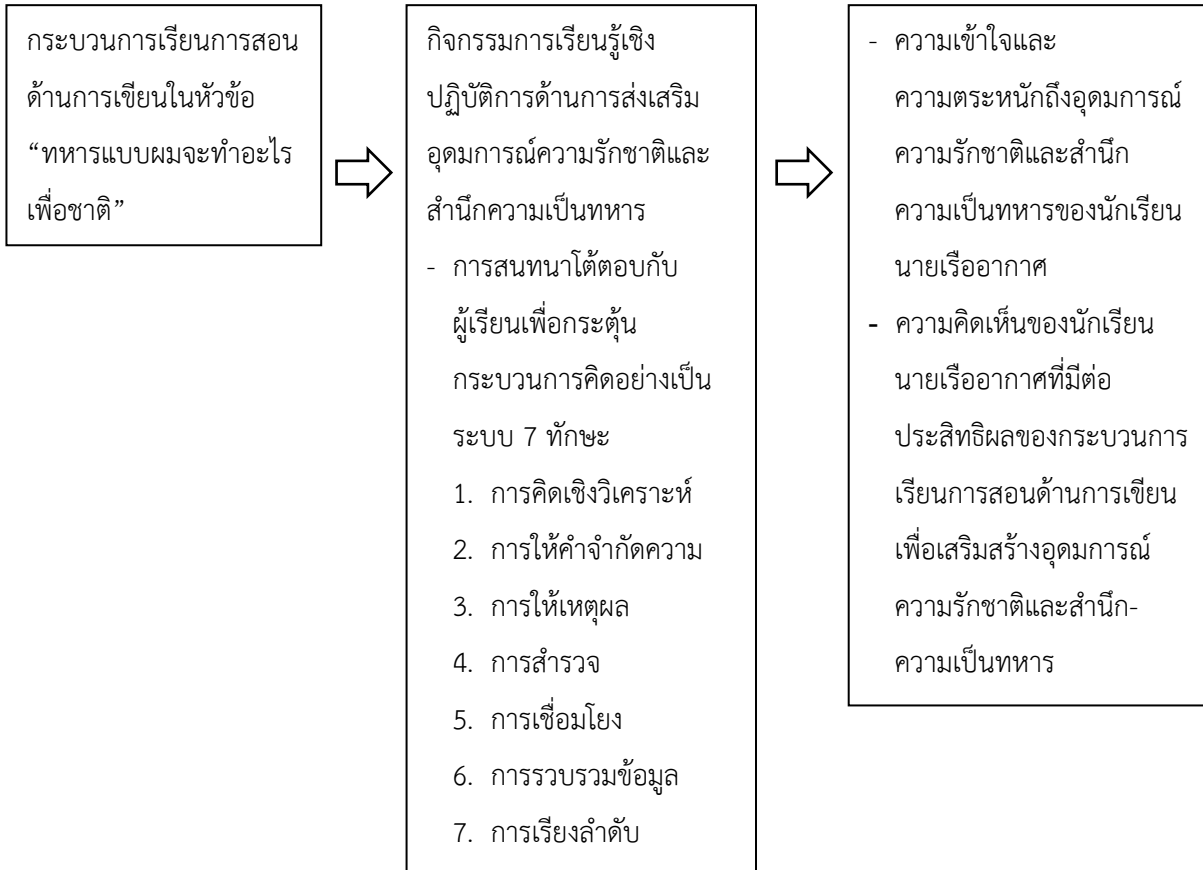 กระบวนการเรียนการสอน
ด้านการเขียนในหัวข้อ
“ทหารแบบผมจะทำอะไร
เพื่อชาติ”
กิจกรรมการเรียนรู้เชิง
ปฏิบัติการด้านการส่งเสริม
อุดมการณ์ความรักชาติและ
สำนึกความเป็นทหาร
- การสนทนาโต้ตอบกับ
ผู้เรียนเพื่อกระตุ้น
กระบวนการคิดอย่างเป็น
ระบบ 7 ทักษะ
1. การคิดเชิงวิเคราะห์
2. การให้คำจำกัดความ
3. การให้เหตุผล
4. การสำรวจ
5. การเชื่อมโยง
6. การรวบรวมข้อมูล
7. การเรียงลำดับ
- ความเข้าใจและ
ความตระหนักถึงอุดมการณ์
ความรักชาติและสำนึก
ความเป็นทหารของนักเรียน
นายเรืออากาศ
- ความคิดเห็นของนักเรียน
นายเรืออากาศที่มีต่อ
ประสิทธิผลของกระบวนการ
เรียนการสอนด้านการเขียน
เพื่อเสริมสร้างอุดมการณ์
ความรักชาติและสำนึก-
ความเป็นทหาร